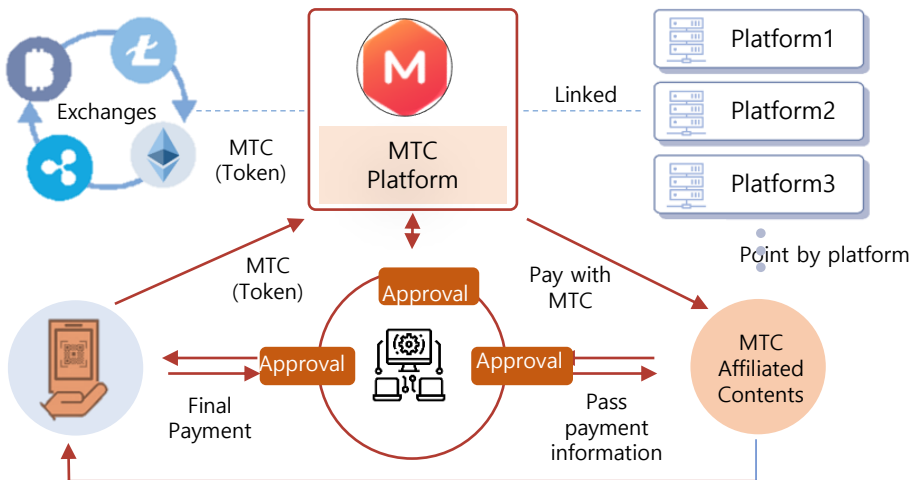 Exchanges
MTC
(Token)
M
MTC
Platform
Linked
Platform1
Platform2
Platform3
Point by platform
MTC
(Token)
Approval
Pay with
MTC
Approval
Approval
MTC
Affiliated
Contents
Final
Payment
Pass
payment
information